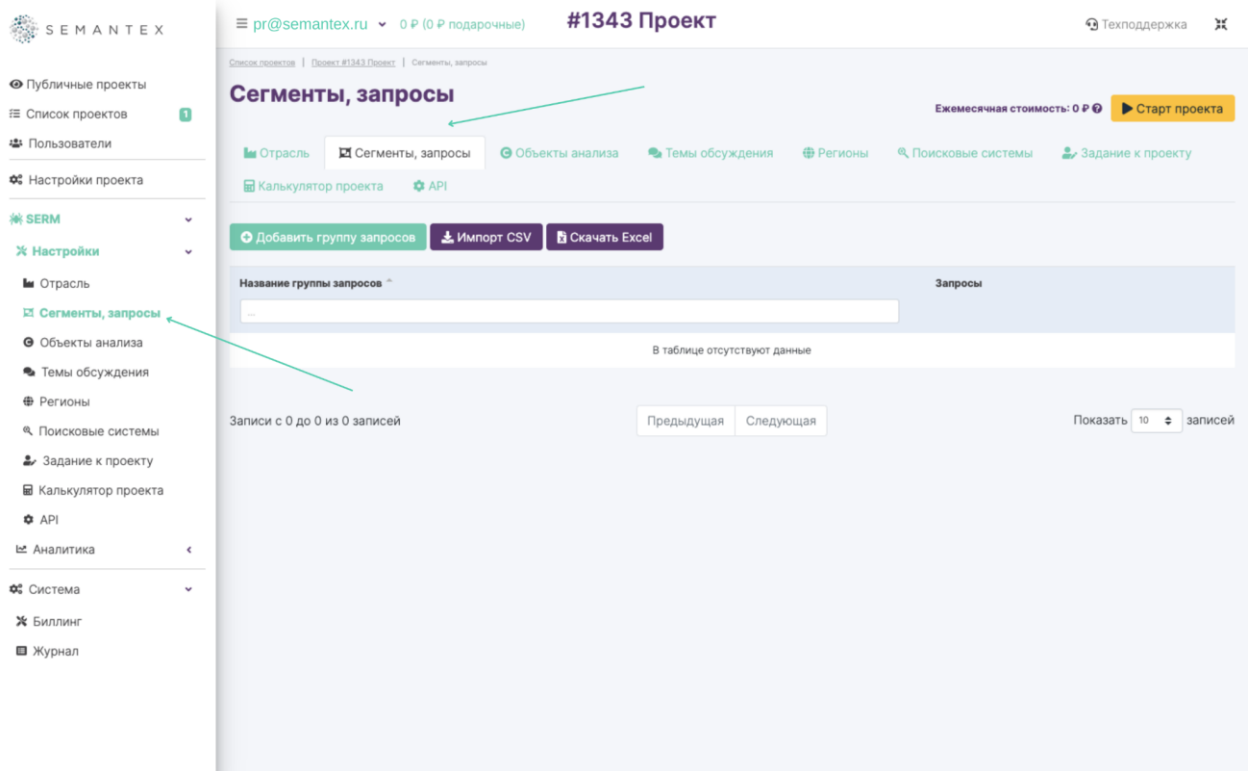 SEMANTEX
Публичные проекты
Список проектов 1
Пользователи
Настройки проекта
SERM
Настройки
Отрасль
Сегменты, запросы
Объекты анализа
Темы обсуждения
Регионы
Поисковые системы
Задание к проекту
Калькулятор проекта
API
Аналитика
Система
Биллинг
Журнал
pr@semantex.ru 0 ₽ (0 ₽ подарочные) #1343 Проект Техподдержка
Список проектов | Проект #1343 Проект | Сегменты, запросы
Сегменты, запросы
Ежемесячная стоимость: 0 ₽ Старт проекта
Отрасль Сегменты, запросы Объекты анализа Темы обсуждения Регионы Поисковые системы Задание к проекту
Калькулятор проекта API
Добавить группу запросов Импорт CSV Скачать Excel
Название группы запросов Запросы
...
В таблице отсутствуют данные
Записи с 0 до 0 из 0 записей Предыдущая Следующая Показать 10 записей